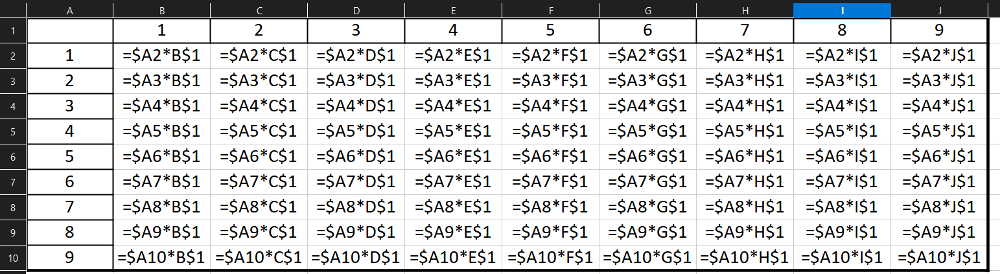 A B C D E F G H I J
1 1 2 3 4 5 6 7 8 9
2 1 =$A2*B$1 =$A2*C$1 =$A2*D$1 =$A2*E$1 =$A2*F$1 =$A2*G$1 =$A2*H$1 =$A2*I$1 =$A2*J$1
3 2 =$A3*B$1 =$A3*C$1 =$A3*D$1 =$A3*E$1 =$A3*F$1 =$A3*G$1 =$A3*H$1 =$A3*I$1 =$A3*J$1
4 3 =$A4*B$1 =$A4*C$1 =$A4*D$1 =$A4*E$1 =$A4*F$1 =$A4*G$1 =$A4*H$1 =$A4*I$1 =$A4*J$1
5 4 =$A5*B$1 =$A5*C$1 =$A5*D$1 =$A5*E$1 =$A5*F$1 =$A5*G$1 =$A5*H$1 =$A5*I$1 =$A5*J$1
6 5 =$A6*B$1 =$A6*C$1 =$A6*D$1 =$A6*E$1 =$A6*F$1 =$A6*G$1 =$A6*H$1 =$A6*I$1 =$A6*J$1
7 6 =$A7*B$1 =$A7*C$1 =$A7*D$1 =$A7*E$1 =$A7*F$1 =$A7*G$1 =$A7*H$1 =$A7*I$1 =$A7*J$1
8 7 =$A8*B$1 =$A8*C$1 =$A8*D$1 =$A8*E$1 =$A8*F$1 =$A8*G$1 =$A8*H$1 =$A8*I$1 =$A8*J$1
9 8 =$A9*B$1 =$A9*C$1 =$A9*D$1 =$A9*E$1 =$A9*F$1 =$A9*G$1 =$A9*H$1 =$A9*I$1 =$A9*J$1
10 9 =$A10*B$1 =$A10*C$1 =$A10*D$1 =$A10*E$1 =$A10*F$1 =$A10*G$1 =$A10*H$1 =$A10*I$1 =$A10*J$1